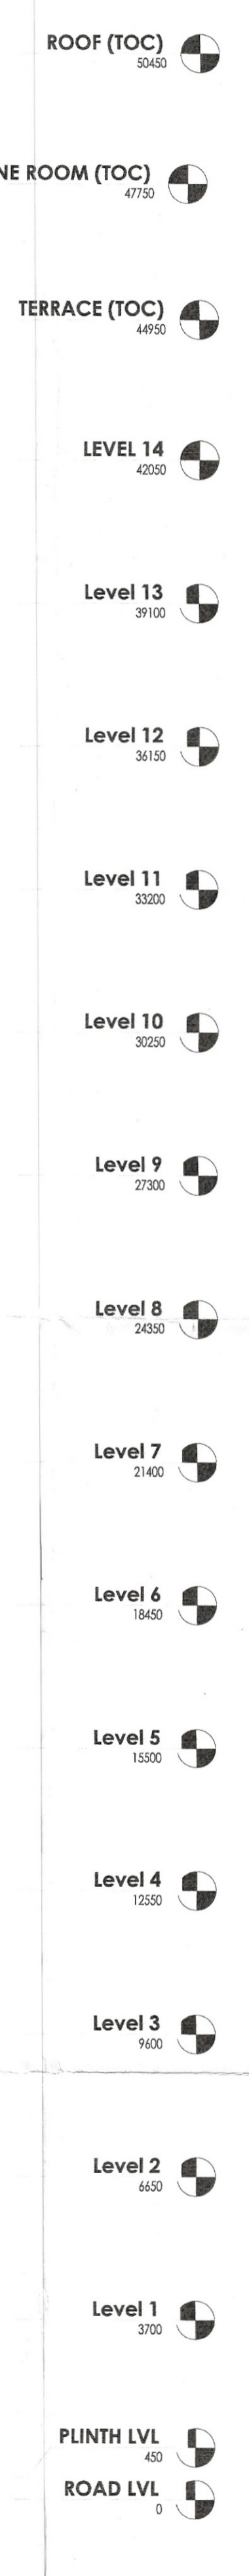 ROOF (TOC)
50450
NE ROOM (TOC)
47750
TERRACE (TOC)
44950
LEVEL 14
42050
Level 13
39100
Level 12
36150
Level 11
33200
Level 10
30250
Level 9
27300
Level 8
24350
Level 7
21400
Level 6
18450
Level 5
15500
Level 4
12550
Level 3
9600
Level 2
6650
Level 1
3700
PLINTH LVL
450
ROAD LVL
0